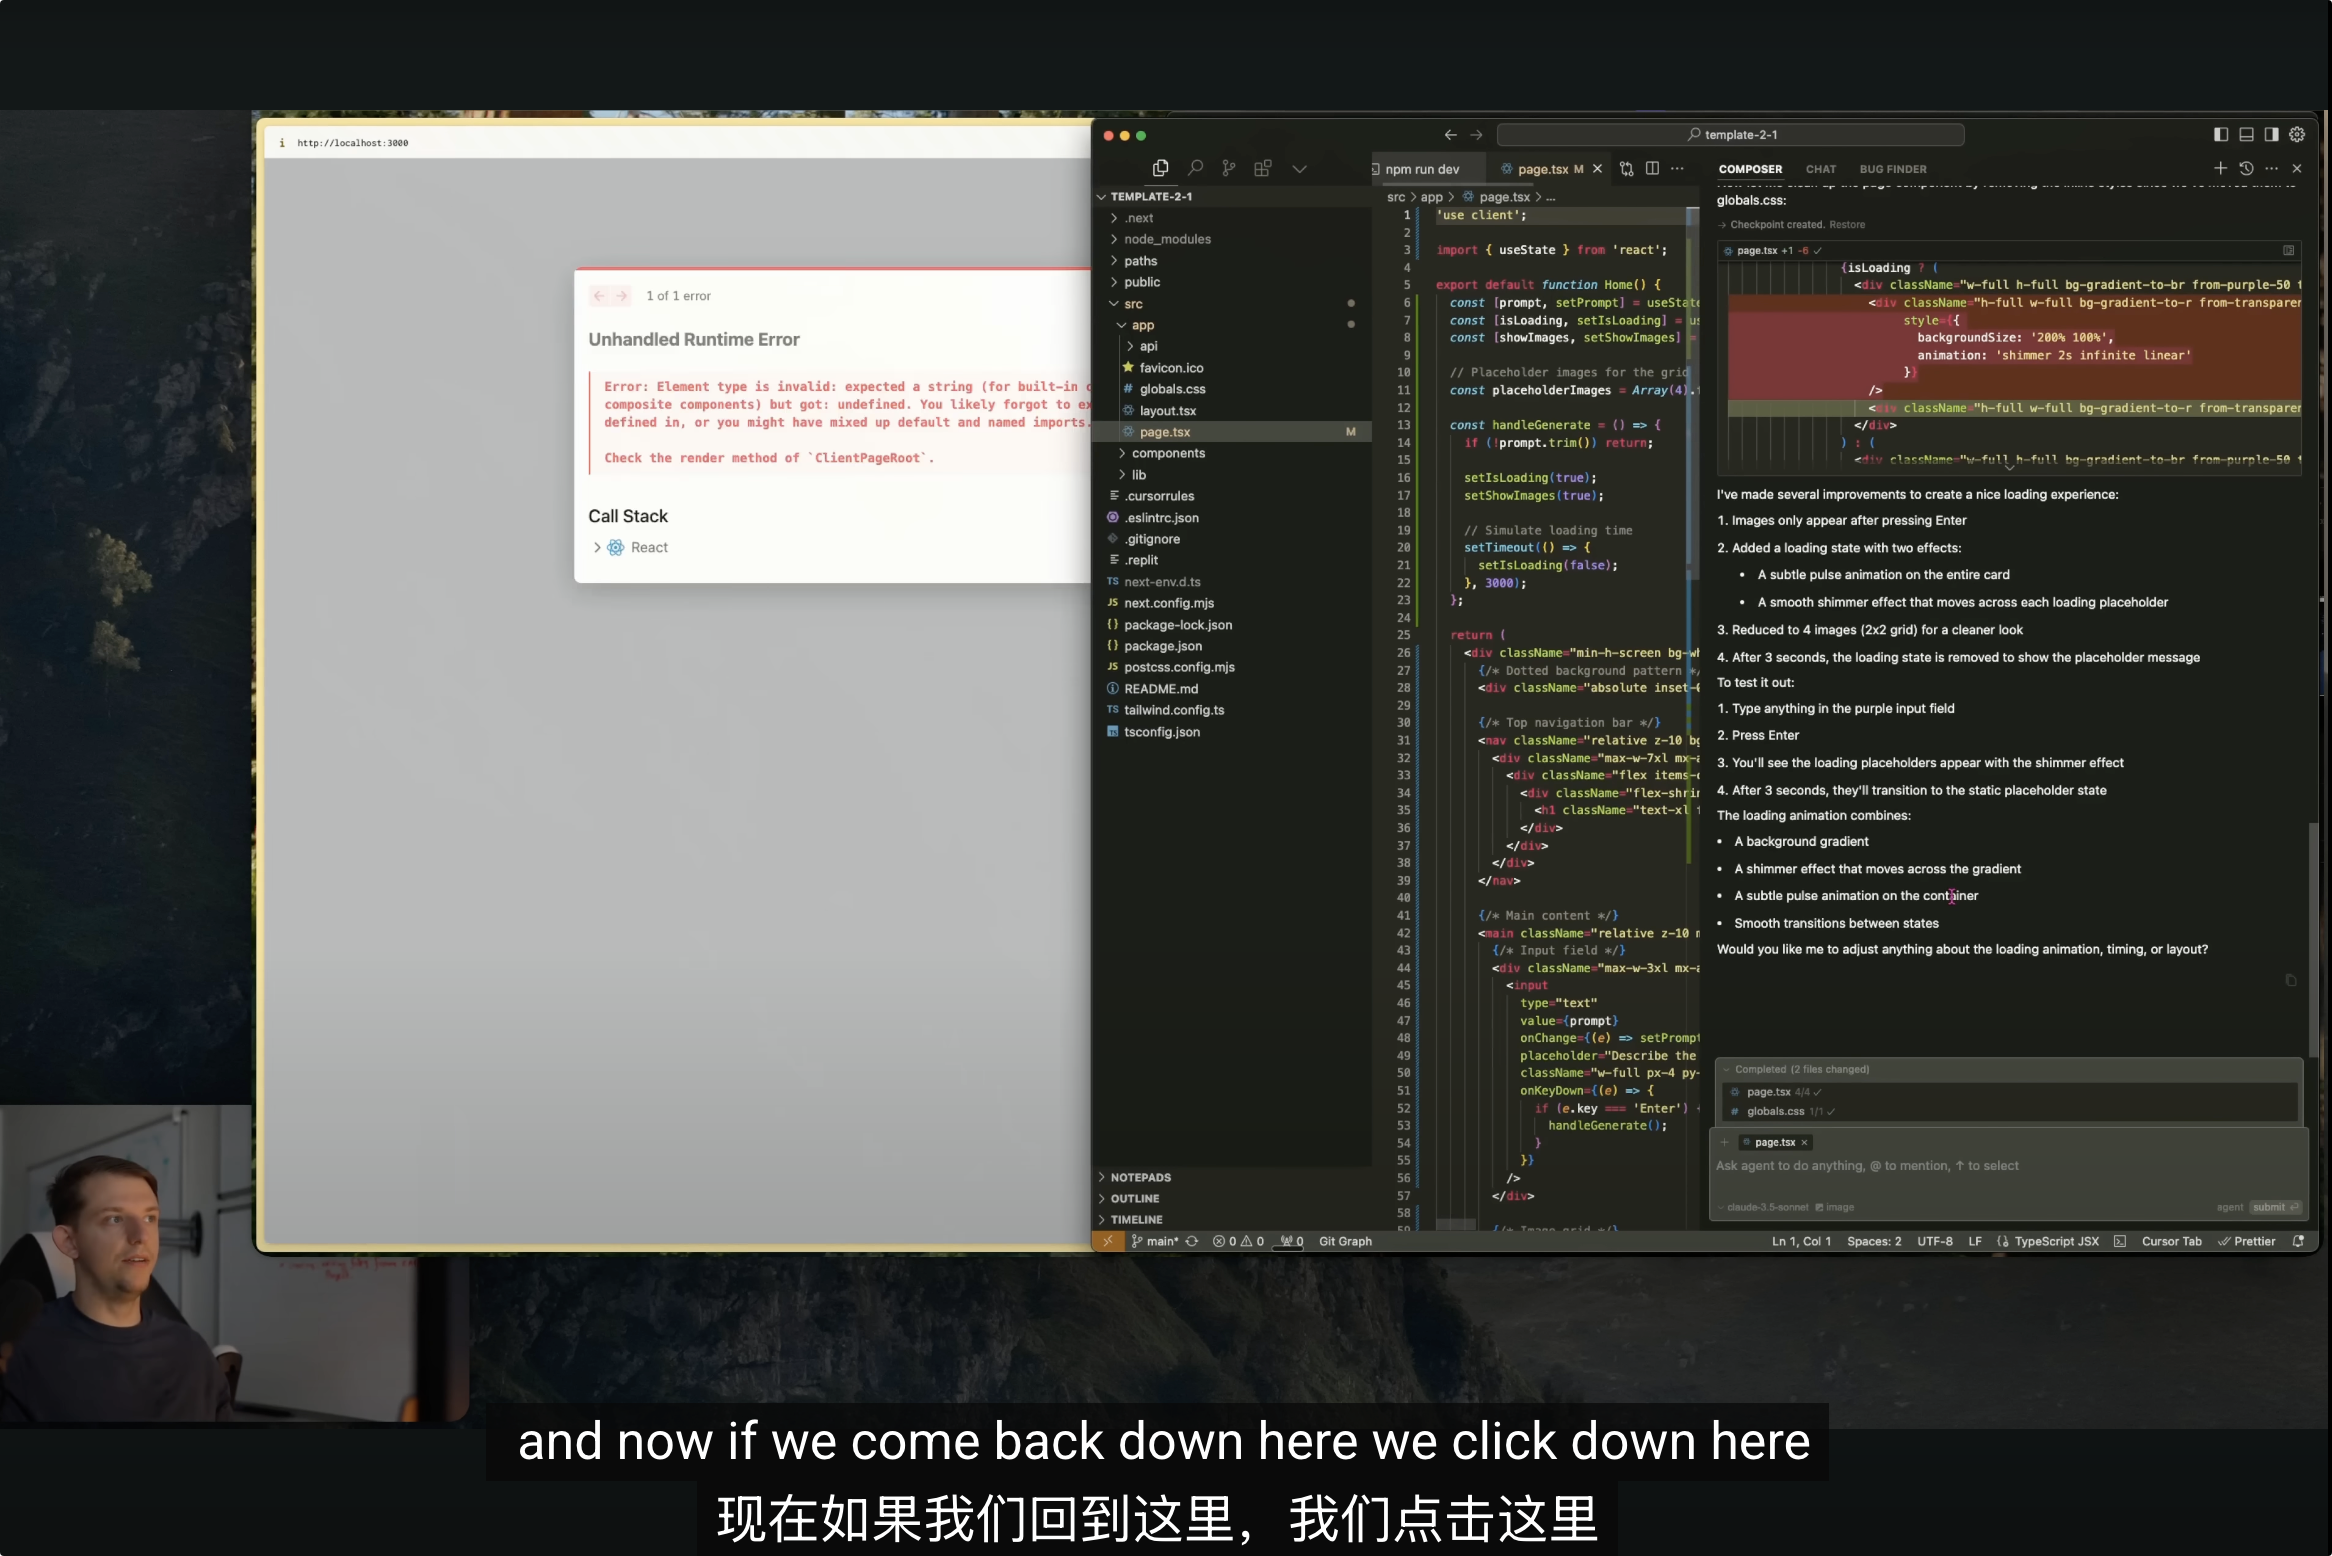 http://localhost:3000
1 of 1 error
Unhandled Runtime Error
Error: Element type is invalid: expected a string (for built-in
composite components) but got: undefined. You likely forgot to
defined in, or you might have mixed up default and named imports.
Check the render method of `ClientPageRoot`.
Call Stack
React
template-2-1
TEMPLATE-2-1
.next
node_modules
paths
public
src
app
api
favicon.ico
globals.css
layout.tsx
page.tsx M
components
lib
.cursorrules
.eslintrc.json
.gitignore
.replit
TS next-env.d.ts
JS next.config.mjs
{} package-lock.json
{} package.json
JS postcss.config.mjs
README.md
TS tailwind.config.ts
tsconfig.json
NOTEPADS
OUTLINE
TIMELINE
npm run dev
page.tsx M
src > app > page.tsx > ...
1 'use client';
2
3 import { useState } from 'react';
4
5 export default function Home() {
6 const [prompt, setPrompt] = useState
7 const [isLoading, setIsLoading] = us
8 const [showImages, setShowImages] =
9
10 // Placeholder images for the grid
11 const placeholderImages = Array(4).
12
13 const handleGenerate = () => {
14 if (!prompt.trim()) return;
15
16 setIsLoading(true);
17 setShowImages(true);
18
19 // Simulate loading time
20 setTimeout(() => {
21 setIsLoading(false);
22 }, 3000);
23 };
24
25 return (
26 <div className="min-h-screen bg-wh
27 {/* Dotted background pattern */
28 <div className="absolute inset-0
29
30 {/* Top navigation bar */}
31 <nav className="relative z-10 bg
32 <div className="max-w-7xl mx-a
33 <div className="flex items-c
34 <div className="flex-shrin
35 <h1 className="text-xl
36 </div>
37 </div>
38 </div>
39 </nav>
40
41 {/* Main content */}
42 <main className="relative z-10 m
43 {/* Input field */}
44 <div className="max-w-3xl mx-a
45 <input
46 type="text"
47 value={prompt}
48 onChange={(e) => setPrompt
49 placeholder="Describe the
50 className="w-full px-4 py-
51 onKeyDown={(e) => {
52 if (e.key === 'Enter') {
53 handleGenerate();
54 }
55 }}
56 />
57 </div>
58
59 {/* Image grid */}
COMPOSER CHAT BUG FINDER
globals.css:
Checkpoint created. Restore
page.tsx +1 -6
{isLoading ? (
<div className="w-full h-full bg-gradient-to-br from-purple-50
<div className="h-full w-full bg-gradient-to-r from-transparen
style={{
backgroundSize: '200% 100%',
animation: 'shimmer 2s infinite linear'
}}
/>
<div className="h-full w-full bg-gradient-to-r from-transparen
</div>
) : (
<div className="w-full h-full bg-gradient-to-br from-purple-50
I've made several improvements to create a nice loading experience:
1. Images only appear after pressing Enter
2. Added a loading state with two effects:
• A subtle pulse animation on the entire card
• A smooth shimmer effect that moves across each loading placeholder
3. Reduced to 4 images (2x2 grid) for a cleaner look
4. After 3 seconds, the loading state is removed to show the placeholder message
To test it out:
1. Type anything in the purple input field
2. Press Enter
3. You'll see the loading placeholders appear with the shimmer effect
4. After 3 seconds, they'll transition to the static placeholder state
The loading animation combines:
• A background gradient
• A shimmer effect that moves across the gradient
• A subtle pulse animation on the container
• Smooth transitions between states
Would you like me to adjust anything about the loading animation, timing, or layout?
Completed (2 files changed)
page.tsx 4/4
# globals.css 1/1
page.tsx
Ask agent to do anything, @ to mention, ↑ to select
claude-3.5-sonnet image
agent submit
main* 0 0 0 Git Graph
Ln 1, Col 1 Spaces: 2 UTF-8 LF TypeScript JSX Cursor Tab Prettier
and now if we come back down here we click down here
现在如果我们回到这里，我们点击这里